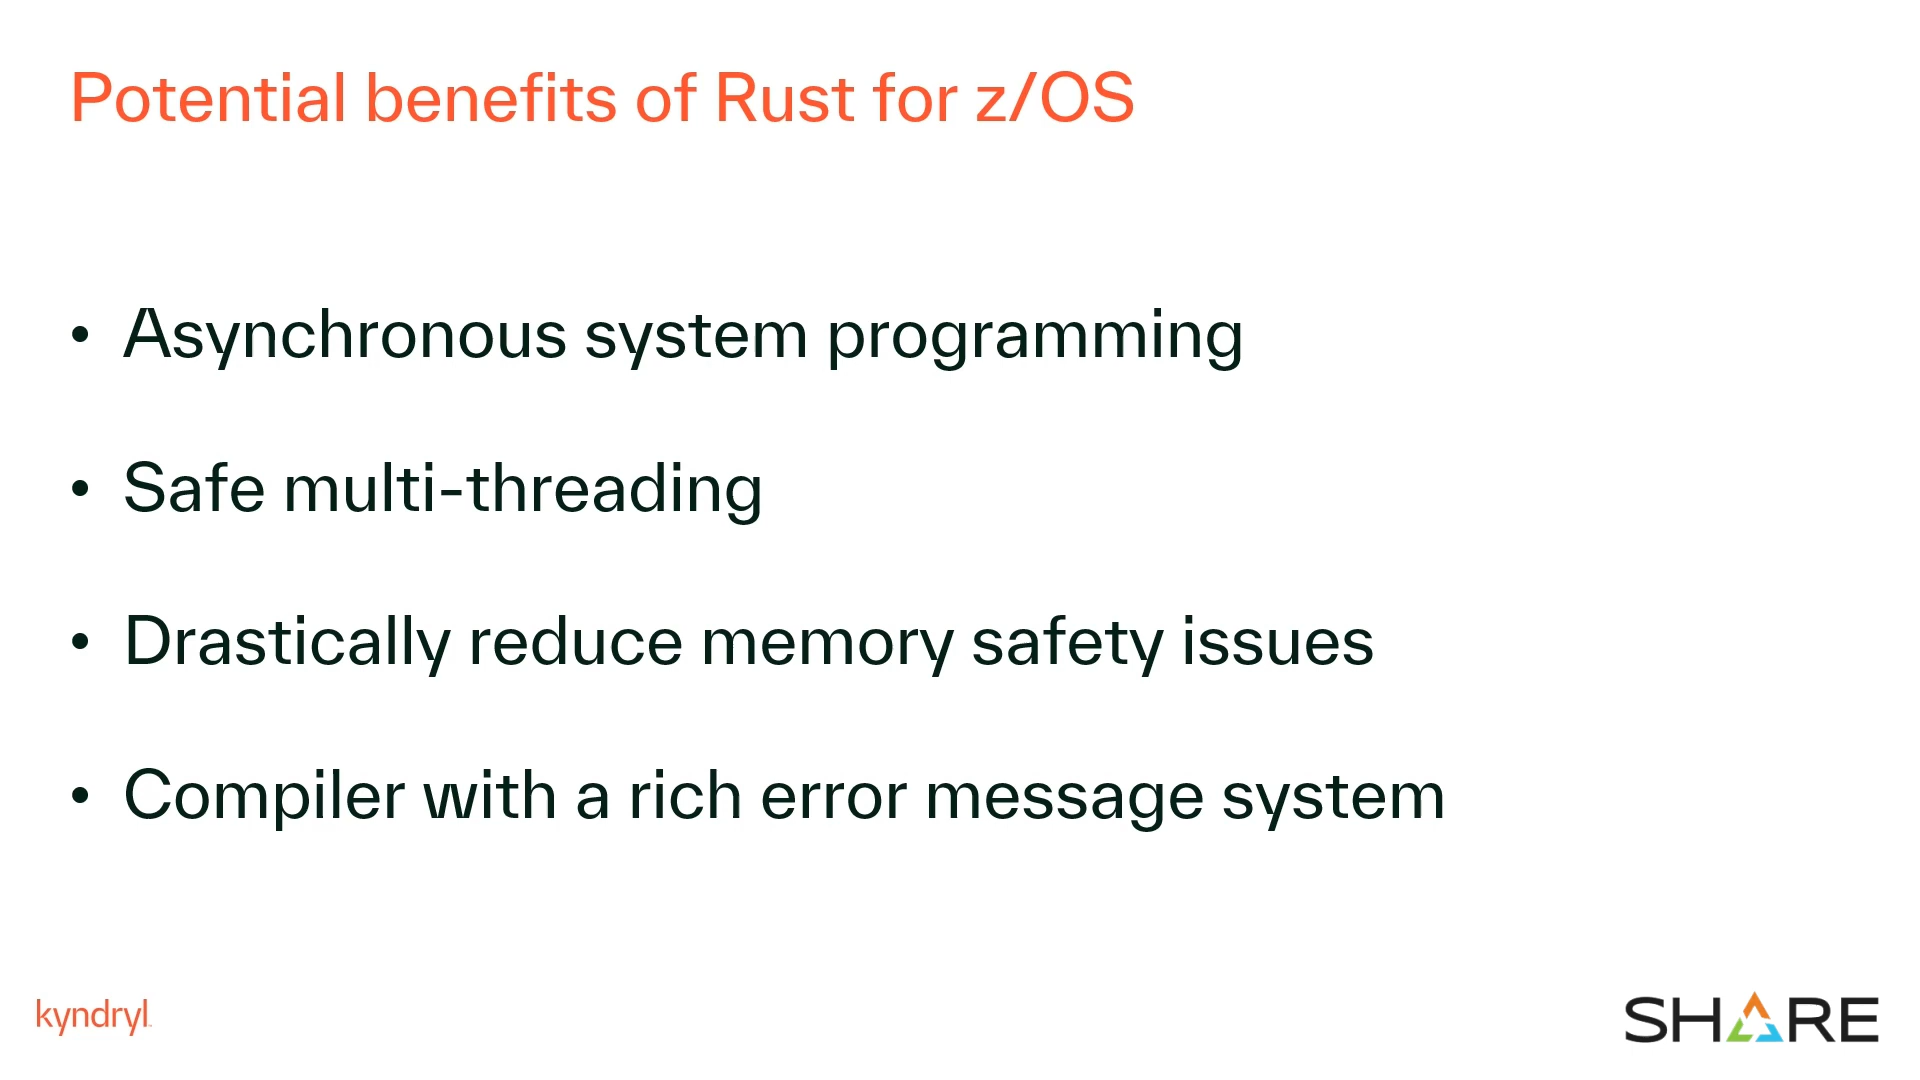 Potential benefits of Rust for z/OS
• Asynchronous system programming
• Safe multi-threading
• Drastically reduce memory safety issues
• Compiler with a rich error message system
kyndryl
SHARE